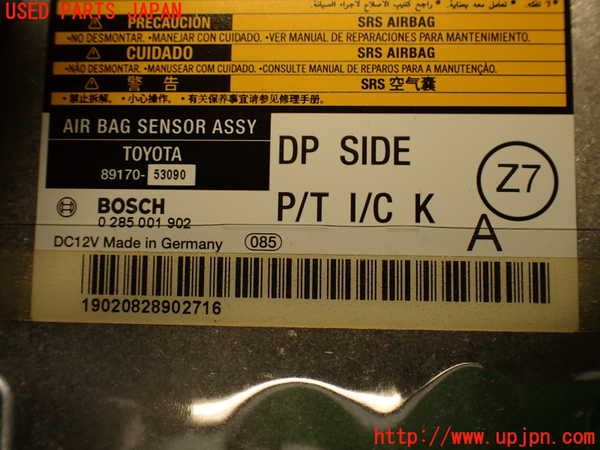 USED PARTS JAPAN
PRECAUCIÓN SRS AIRBAG
•NO DESMONTAR. •MANEJAR CON CUIDADO. •VER MANUAL DE REPARACIONES PARA MANTENIMIENTO.
CUIDADO SRS AIRBAG
•NÃO DESMONTAR. •MANUSEAR COM CUIDADO. •CONSULTE MANUAL DE REPAROS PARA A MANUTENÇÃO.
警 告 SRS 空气囊
•禁止拆解。 •小心操作。 •有关保养事宜请参见修理手册。
AIR BAG SENSOR ASSY
TOYOTA
89170- 53090
DP SIDE
P/T I/C K
Z7
A
BOSCH
0 285 001 902
DC12V Made in Germany 085
19020828902716
http://www.upjpn.com/